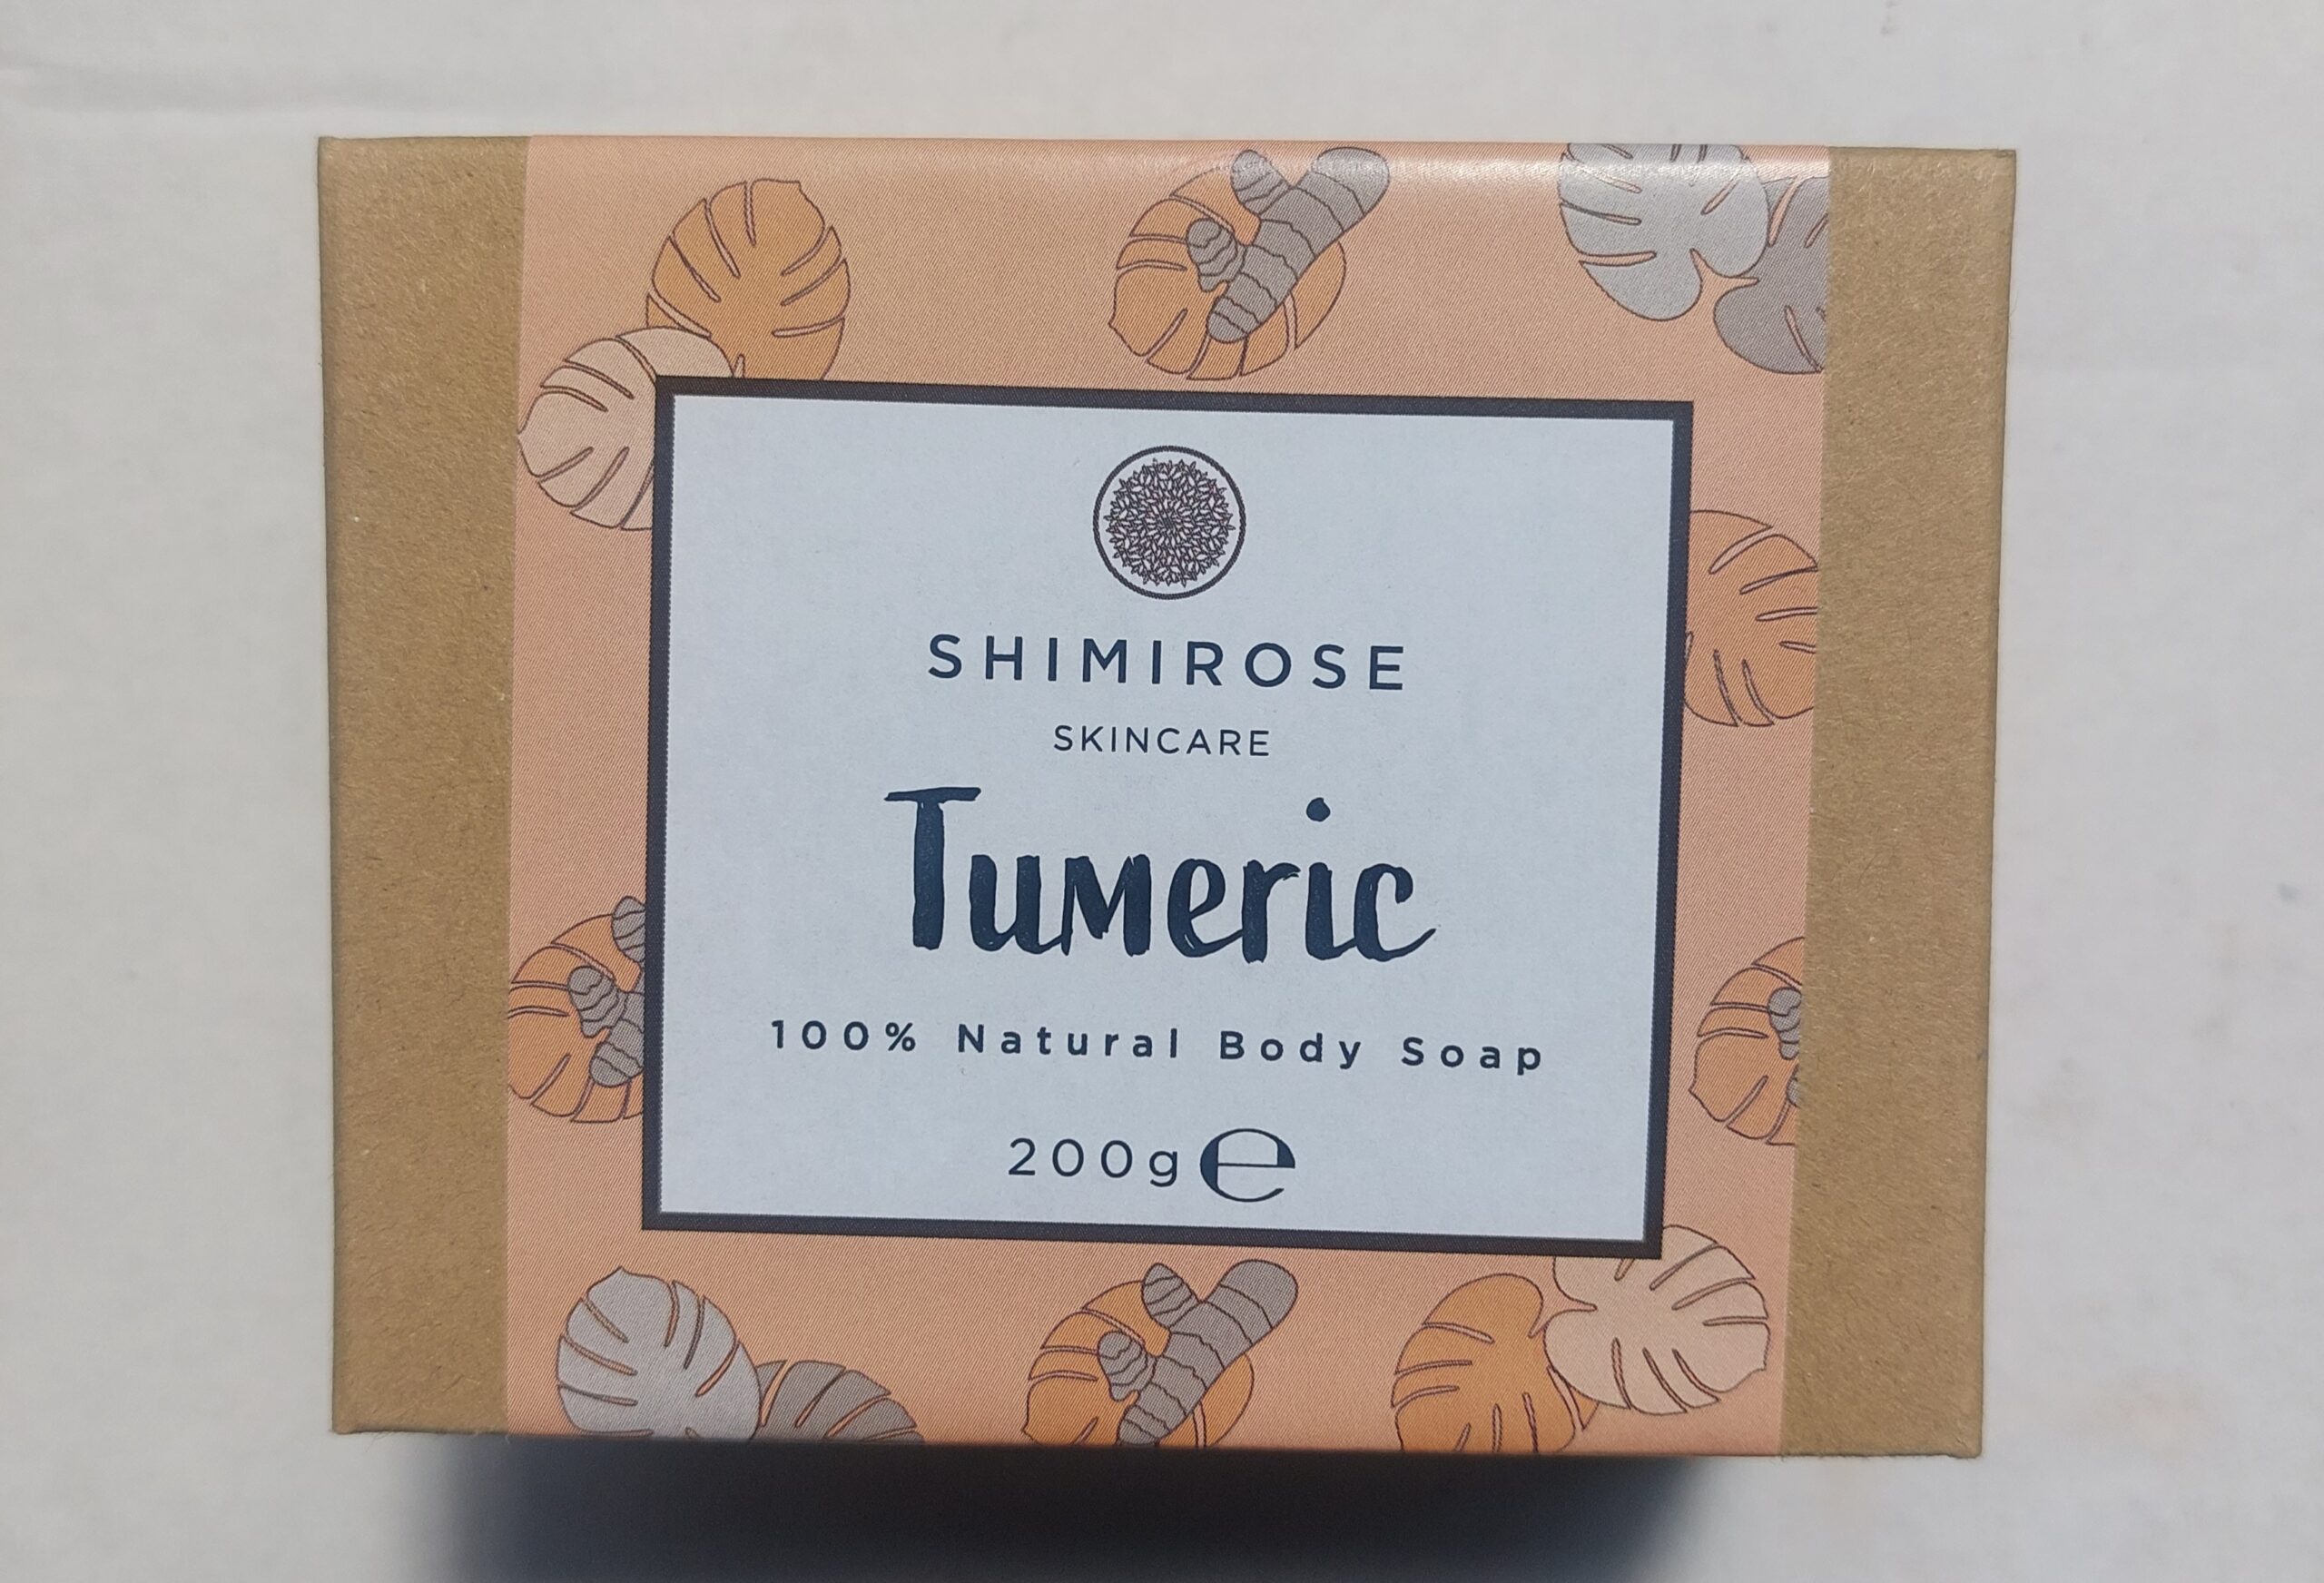 SHIMIROSE
SKINCARE
Tumeric
100% Natural Body Soap
200g e